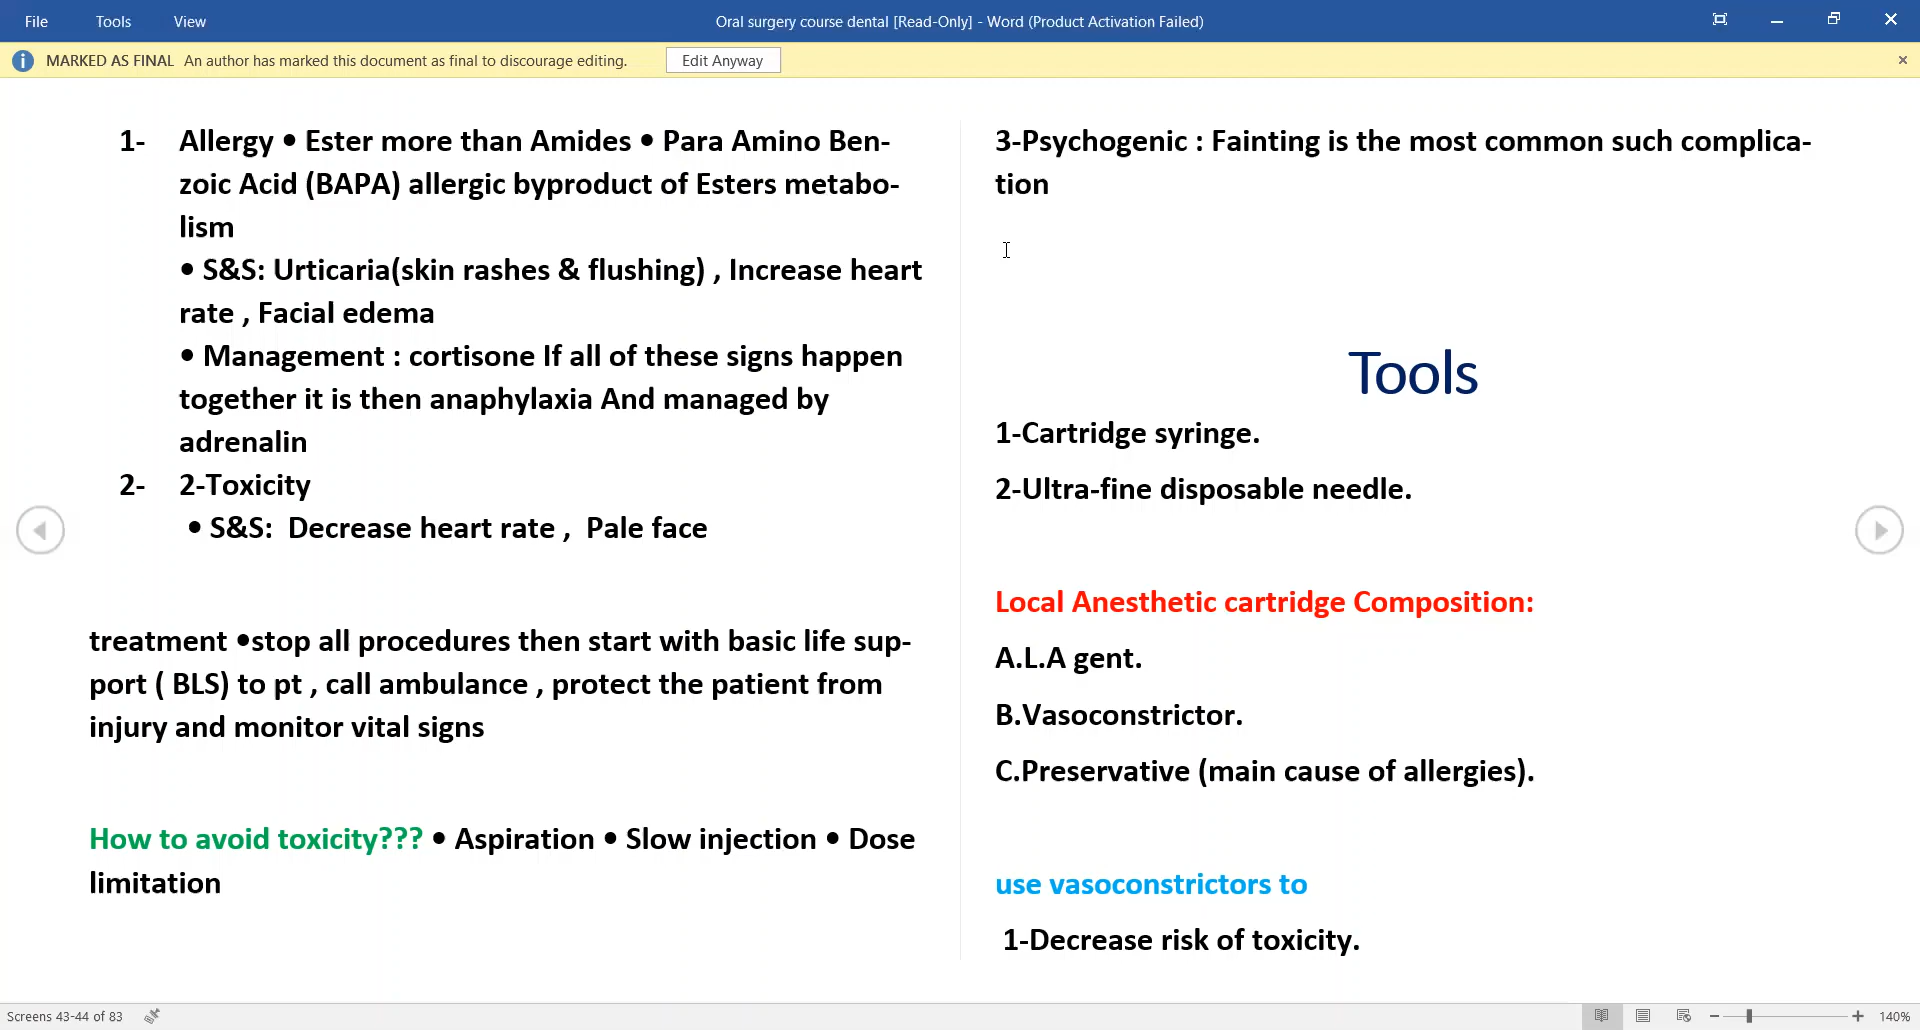 File Tools View Oral surgery course dental [Read-Only] - Word (Product Activation Failed)
MARKED AS FINAL An author has marked this document as final to discourage editing. Edit Anyway
1- Allergy • Ester more than Amides • Para Amino Ben-
zoic Acid (BAPA) allergic byproduct of Esters metabo-
lism
• S&S: Urticaria(skin rashes & flushing) , Increase heart
rate , Facial edema
• Management : cortisone If all of these signs happen
together it is then anaphylaxia And managed by
adrenalin
2- 2-Toxicity
• S&S: Decrease heart rate , Pale face
treatment •stop all procedures then start with basic life sup-
port ( BLS) to pt , call ambulance , protect the patient from
injury and monitor vital signs
How to avoid toxicity??? • Aspiration • Slow injection • Dose
limitation
3-Psychogenic : Fainting is the most common such complica-
tion
Tools
1-Cartridge syringe.
2-Ultra-fine disposable needle.
Local Anesthetic cartridge Composition:
A.L.A gent.
B.Vasoconstrictor.
C.Preservative (main cause of allergies).
use vasoconstrictors to
1-Decrease risk of toxicity.
Screens 43-44 of 83 140%